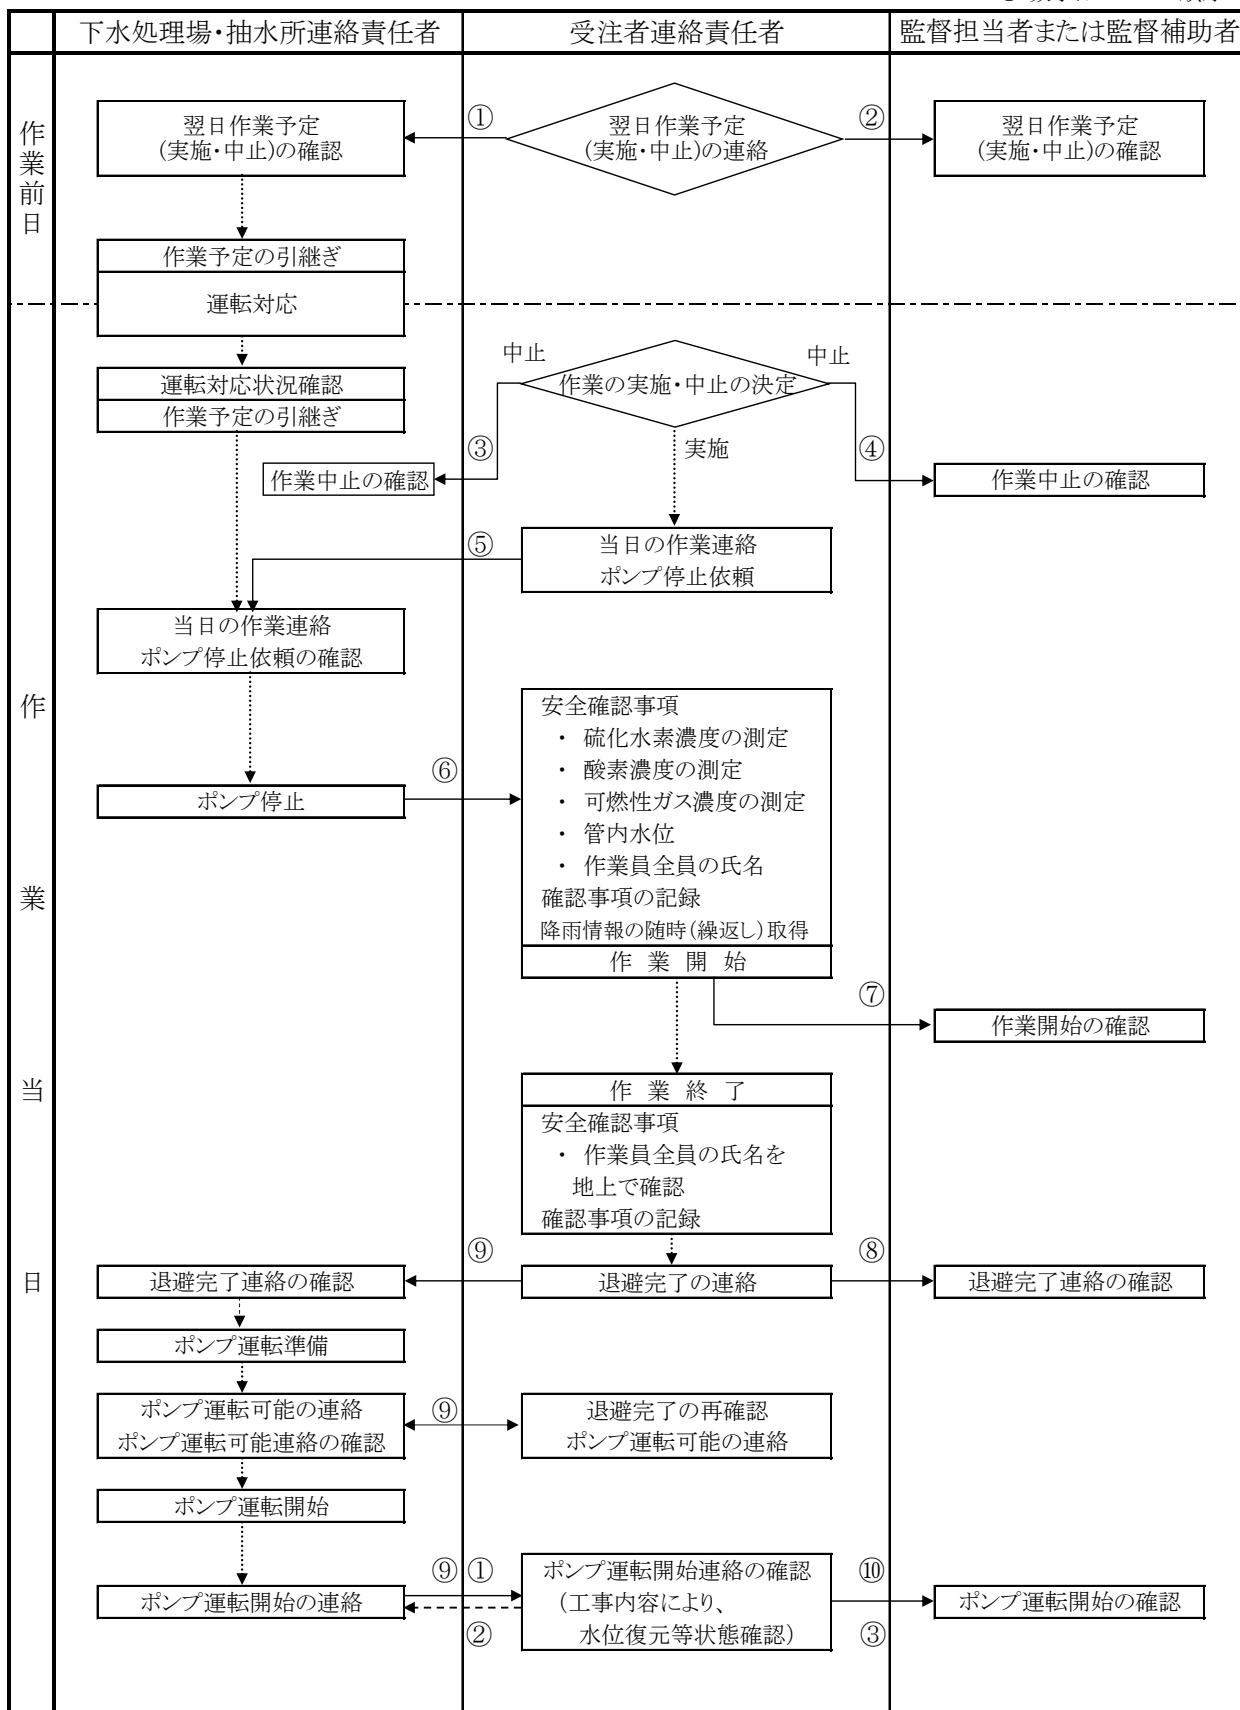 下水処理場・抽水所連絡責任者
受注者連絡責任者
監督担当者または監督補助者
作業前日
翌日作業予定
(実施・中止)の確認
①
翌日作業予定
(実施・中止)の連絡
②
翌日作業予定
(実施・中止)の確認
作業予定の引継ぎ
運転対応
作業当日
運転対応状況確認
作業予定の引継ぎ
中止
作業の実施・中止の決定
中止
③
実施
④
作業中止の確認
作業中止の確認
⑤
当日の作業連絡
ポンプ停止依頼
当日の作業連絡
ポンプ停止依頼の確認
安全確認事項
・ 硫化水素濃度の測定
・ 酸素濃度の測定
・ 可燃性ガス濃度の測定
・ 管内水位
・ 作業員全員の氏名
確認事項の記録
降雨情報の随時(繰返し)取得
作 業 開 始
ポンプ停止
⑥
⑦
作業開始の確認
作 業 終 了
安全確認事項
・ 作業員全員の氏名を
地上で確認
確認事項の記録
退避完了連絡の確認
⑨
退避完了の連絡
⑧
退避完了連絡の確認
ポンプ運転準備
ポンプ運転可能の連絡
ポンプ運転可能連絡の確認
⑨
退避完了の再確認
ポンプ運転可能の連絡
ポンプ運転開始
ポンプ運転開始の連絡
⑨ ①
②
ポンプ運転開始連絡の確認
(工事内容により、
水位復元等状態確認)
⑩
③
ポンプ運転開始の確認